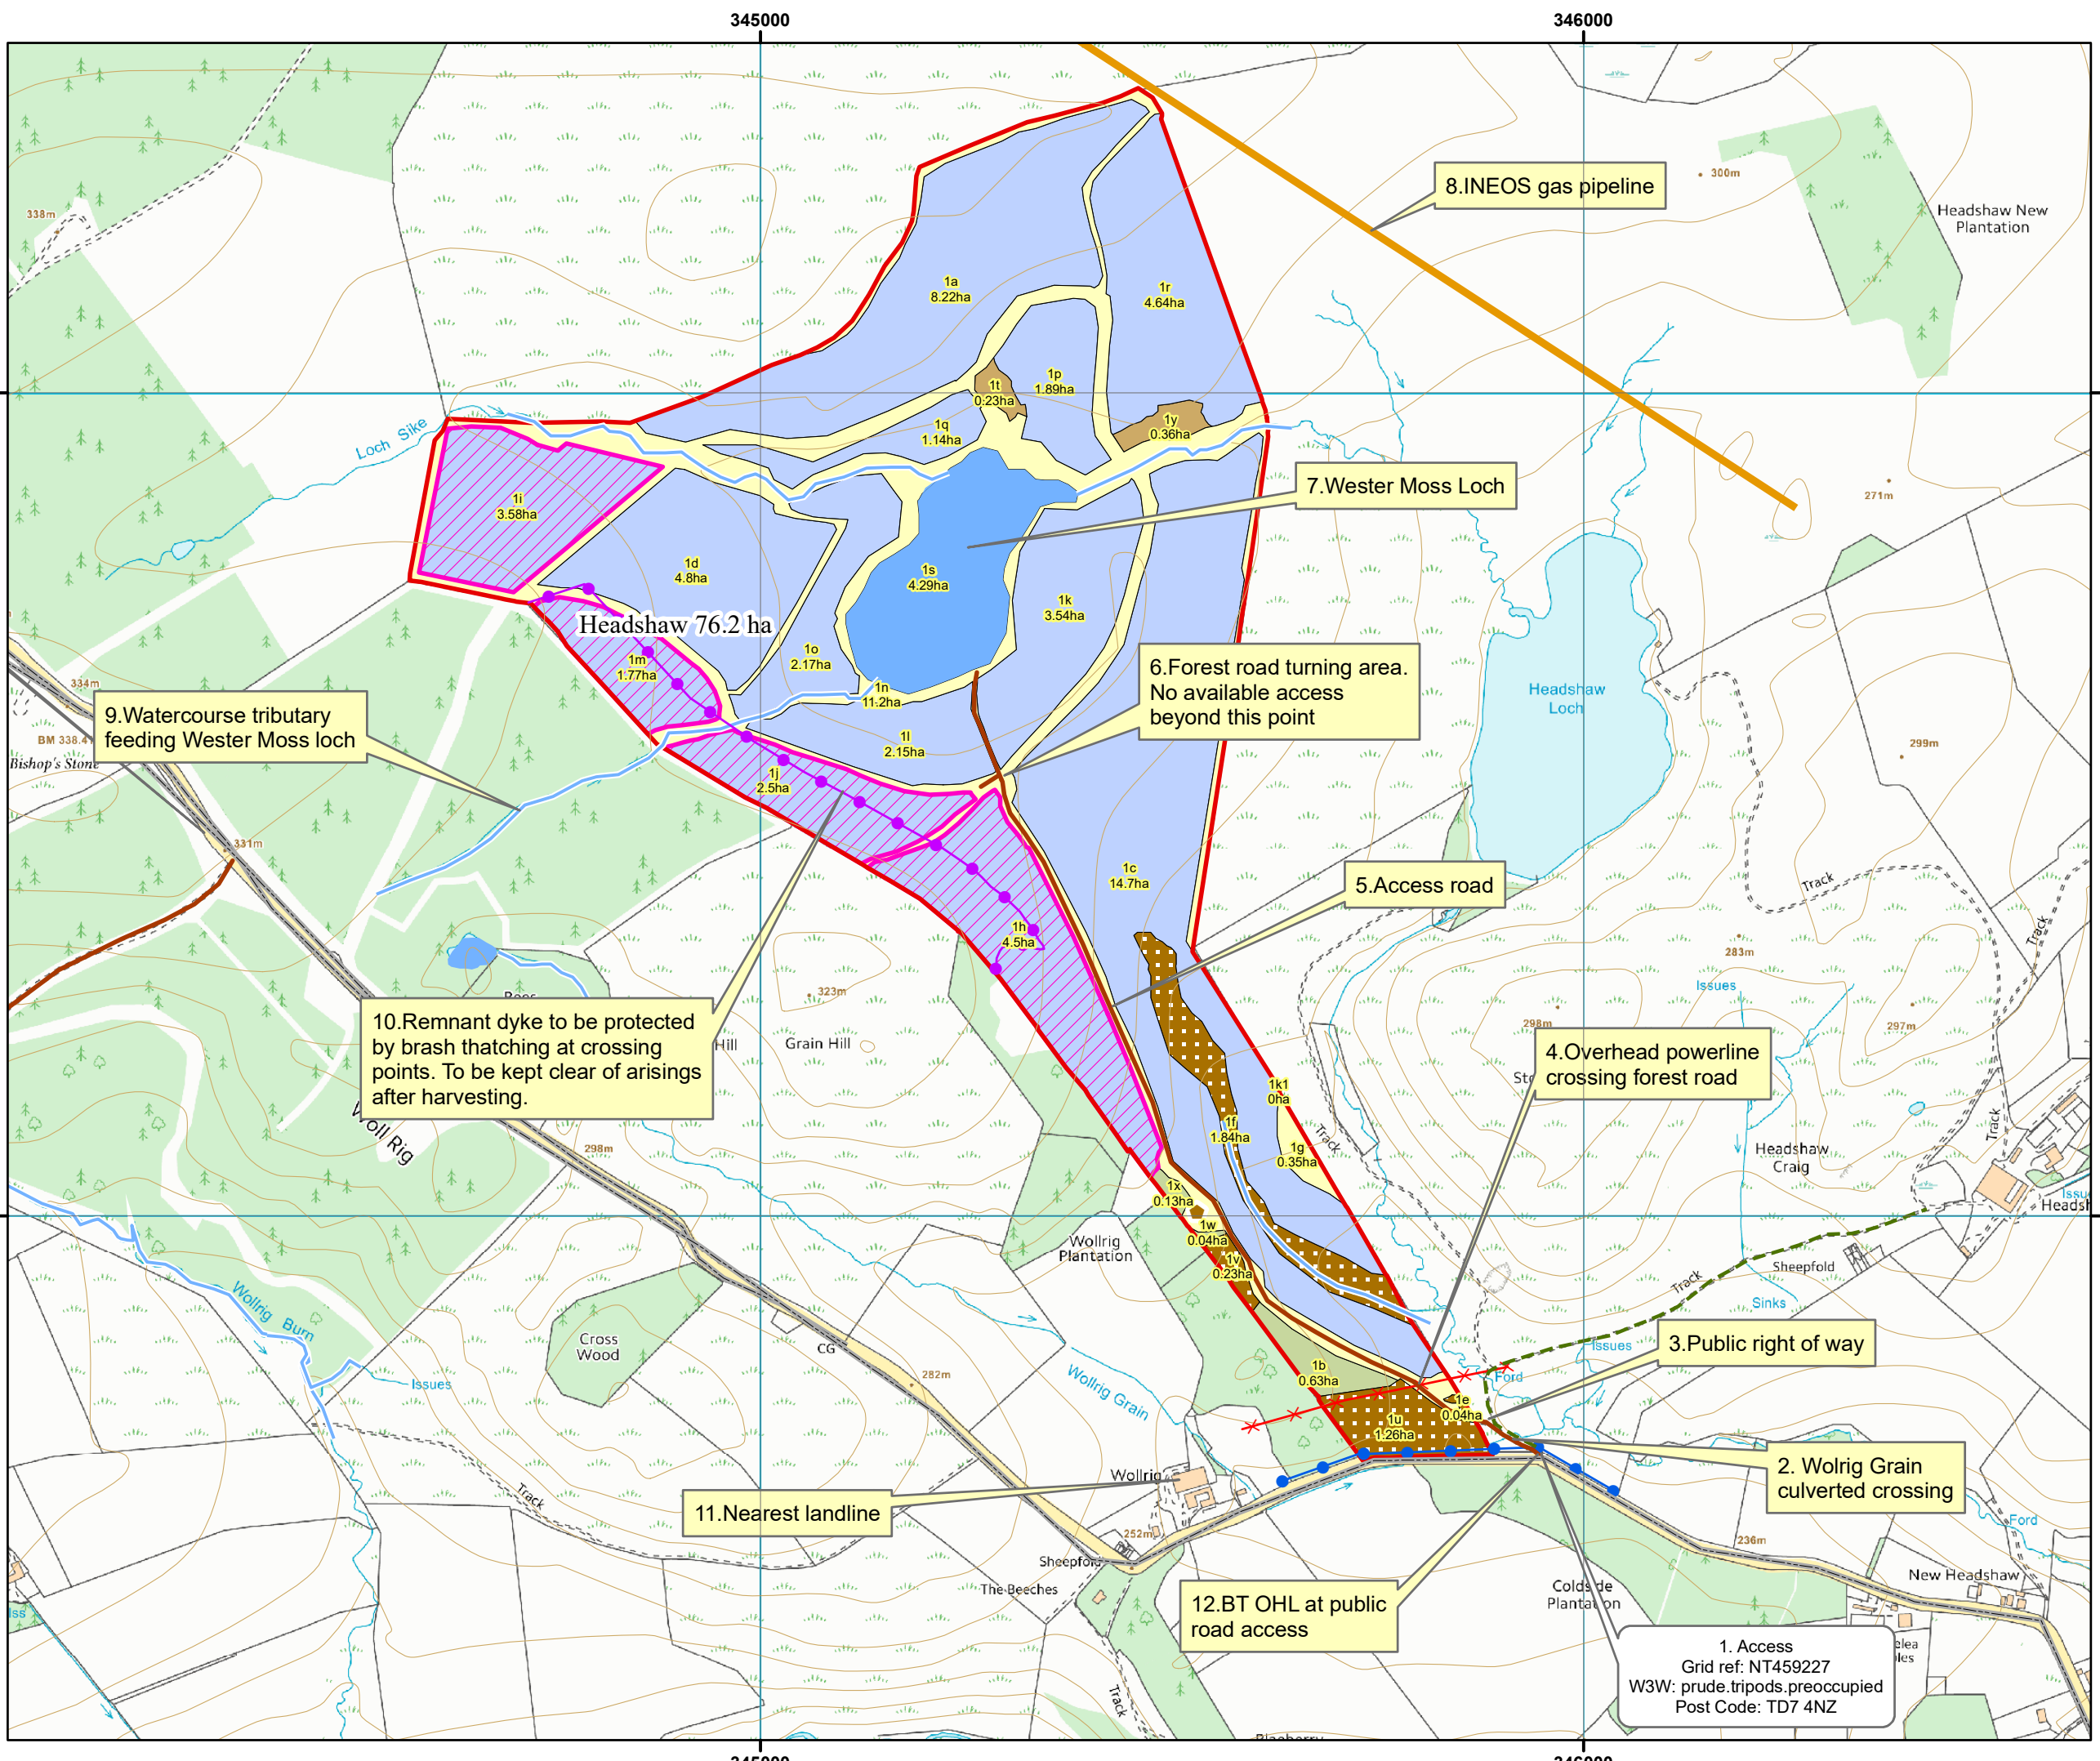 345000
346000
338m
300m
Headshaw New
Plantation
8.INEOS gas pipeline
1a
8.22ha
1r
4.64ha
1p
1.89ha
1t
0.23ha
1q
1.14ha
1y
0.36ha
Loch Sike
1i
3.58ha
7.Wester Moss Loch
271m
1d
4.8ha
1s
4.29ha
1k
3.54ha
Headshaw 76.2 ha
1m
1.77ha
1o
2.17ha
1n
11.2ha
6.Forest road turning area.
No available access
beyond this point
Headshaw
Loch
334m
9.Watercourse tributary
feeding Wester Moss loch
BM 338.4
Bishop's Stone
1l
2.15ha
1j
2.5ha
299m
331m
1c
14.7ha
5.Access road
Track
Track
1h
4.5ha
283m
323m
Issues
298m
297m
10.Remnant dyke to be protected
by brash thatching at crossing
points. To be kept clear of arisings
after harvesting.
Hill
Grain Hill
4.Overhead powerline
crossing forest road
1k1
0ha
Woll Rig
298m
1f
1.84ha
1g
0.35ha
Track
Track
Headshaw
Craig
1x
0.13ha
Wollrig
Plantation
1w
0.04ha
1v
0.23ha
Sheepfold
Track
Sinks
Wollrig Burn
Cross
Wood
CG
Issues
3.Public right of way
Issues
282m
Wollrig Grain
1b
0.63ha
Ford
1e
0.04ha
1u
1.26ha
Wollrig
2. Wolrig Grain
culverted crossing
Track
11.Nearest landline
252m
Ford
236m
Sheepfold
The Beeches
New Headshaw
12.BT OHL at public
road access
Coldside
Plantation
1. Access
Grid ref: NT459227
W3W: prude.tripods.preoccupied
Post Code: TD7 4NZ
Track